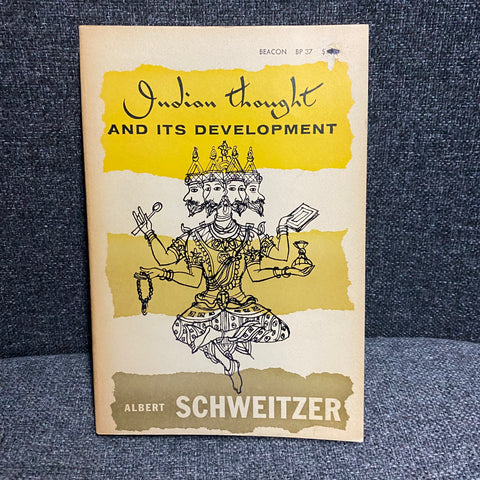 BEACON BP 37 $
Indian thought
AND ITS DEVELOPMENT
ALBERT SCHWEITZER